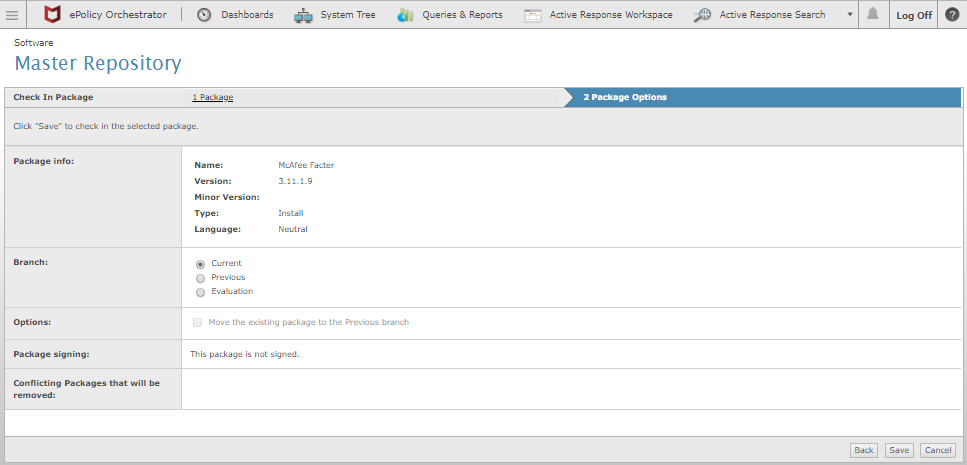 ePolicy Orchestrator Dashboards System Tree Queries & Reports Active Response Workspace Active Response Search Log Off ?
Software
Master Repository
Check In Package 1 Package 2 Package Options
Click "Save" to check in the selected package.
Package info:
Name: McAfee Facter
Version: 3.11.1.9
Minor Version:
Type: Install
Language: Neutral
Branch:
Current
Previous
Evaluation
Options: Move the existing package to the Previous branch
Package signing: This package is not signed.
Conflicting Packages that will be
removed:
Back Save Cancel